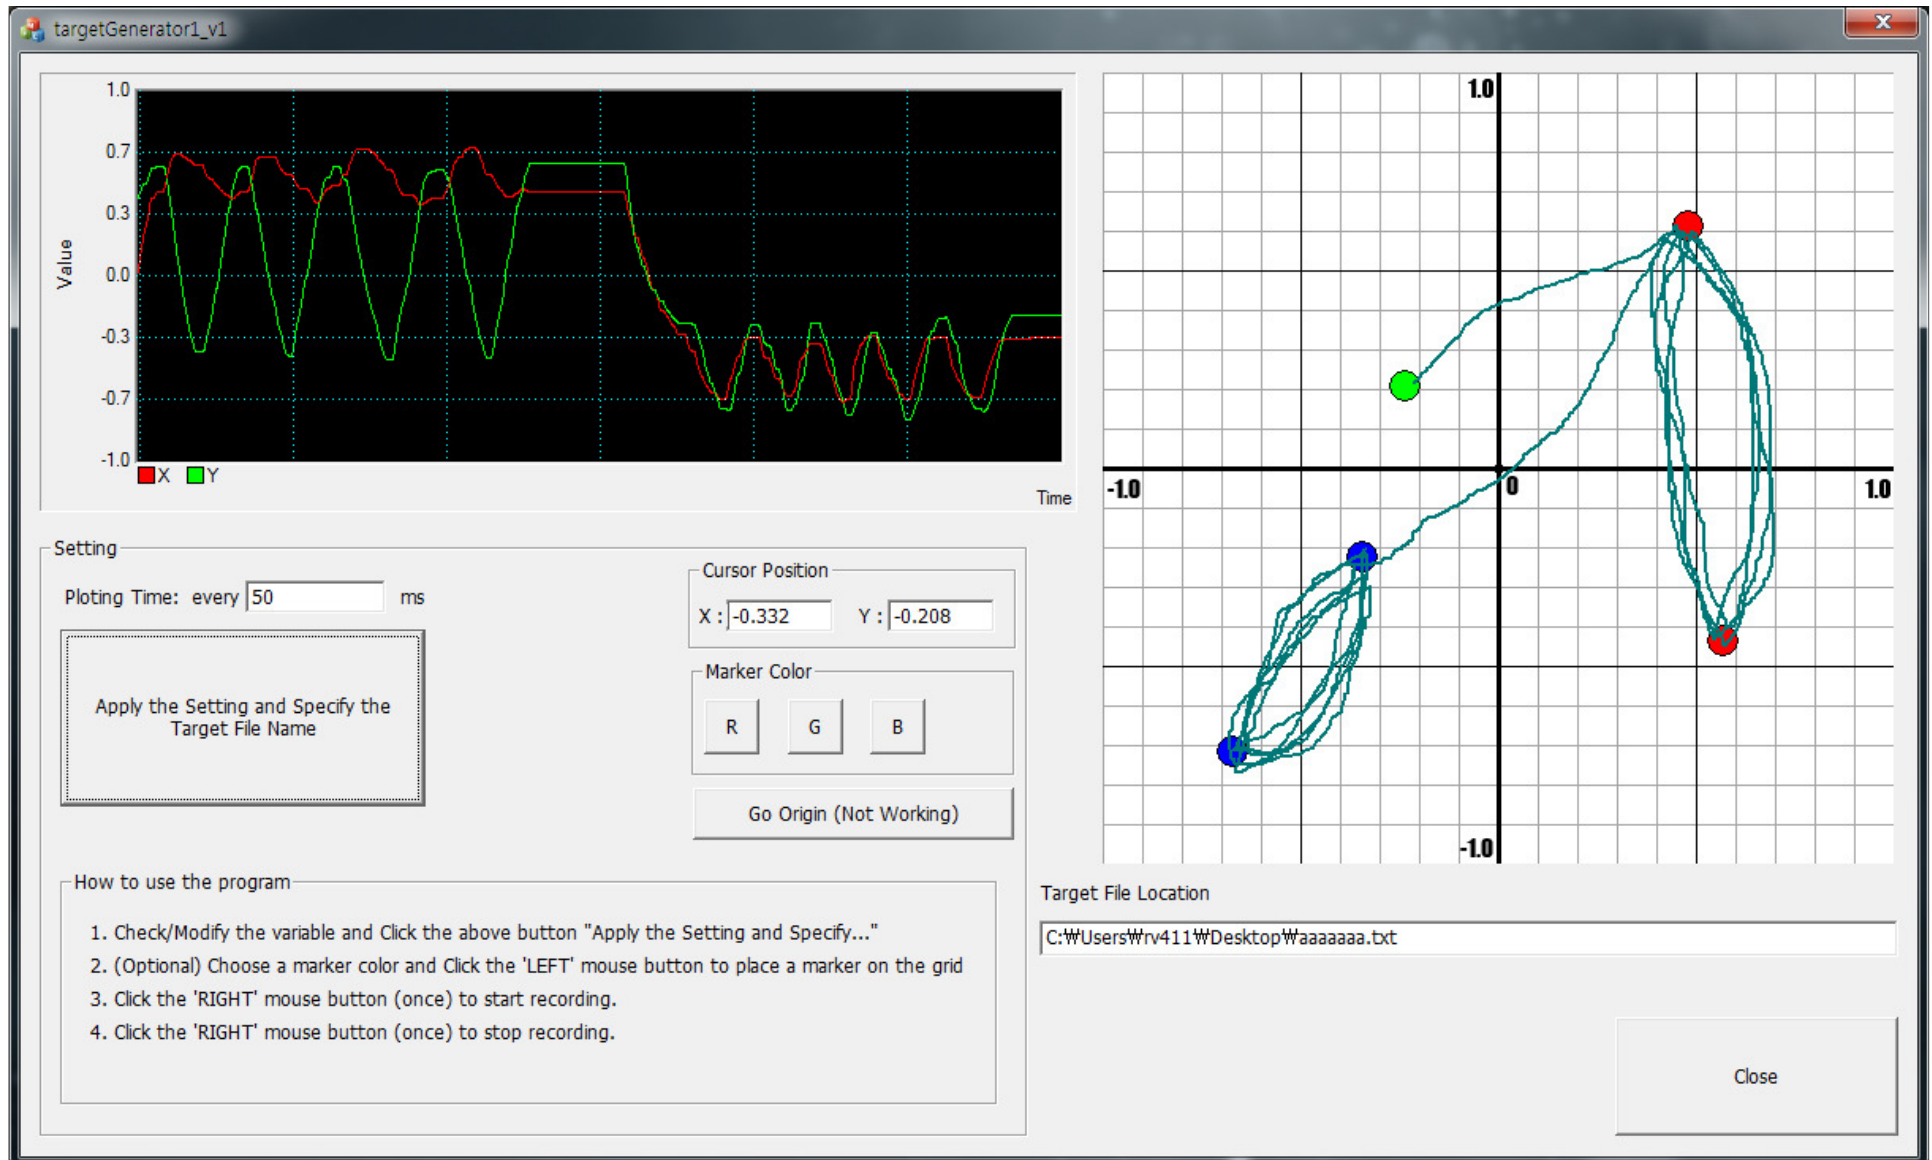 targetGenerator1_v1
1.0
0.7
0.3
0.0
-0.3
-0.7
-1.0
Value
X Y
Time
1.0
-1.0 0 1.0
-1.0
Setting
Ploting Time: every 50 ms
Apply the Setting and Specify the
Target File Name
Cursor Position
X : -0.332 Y : -0.208
Marker Color
R G B
Go Origin (Not Working)
How to use the program
1. Check/Modify the variable and Click the above button "Apply the Setting and Specify..."
2. (Optional) Choose a marker color and Click the 'LEFT' mouse button to place a marker on the grid
3. Click the 'RIGHT' mouse button (once) to start recording.
4. Click the 'RIGHT' mouse button (once) to stop recording.
Target File Location
C:₩Users₩rv411₩Desktop₩aaaaaaa.txt
Close